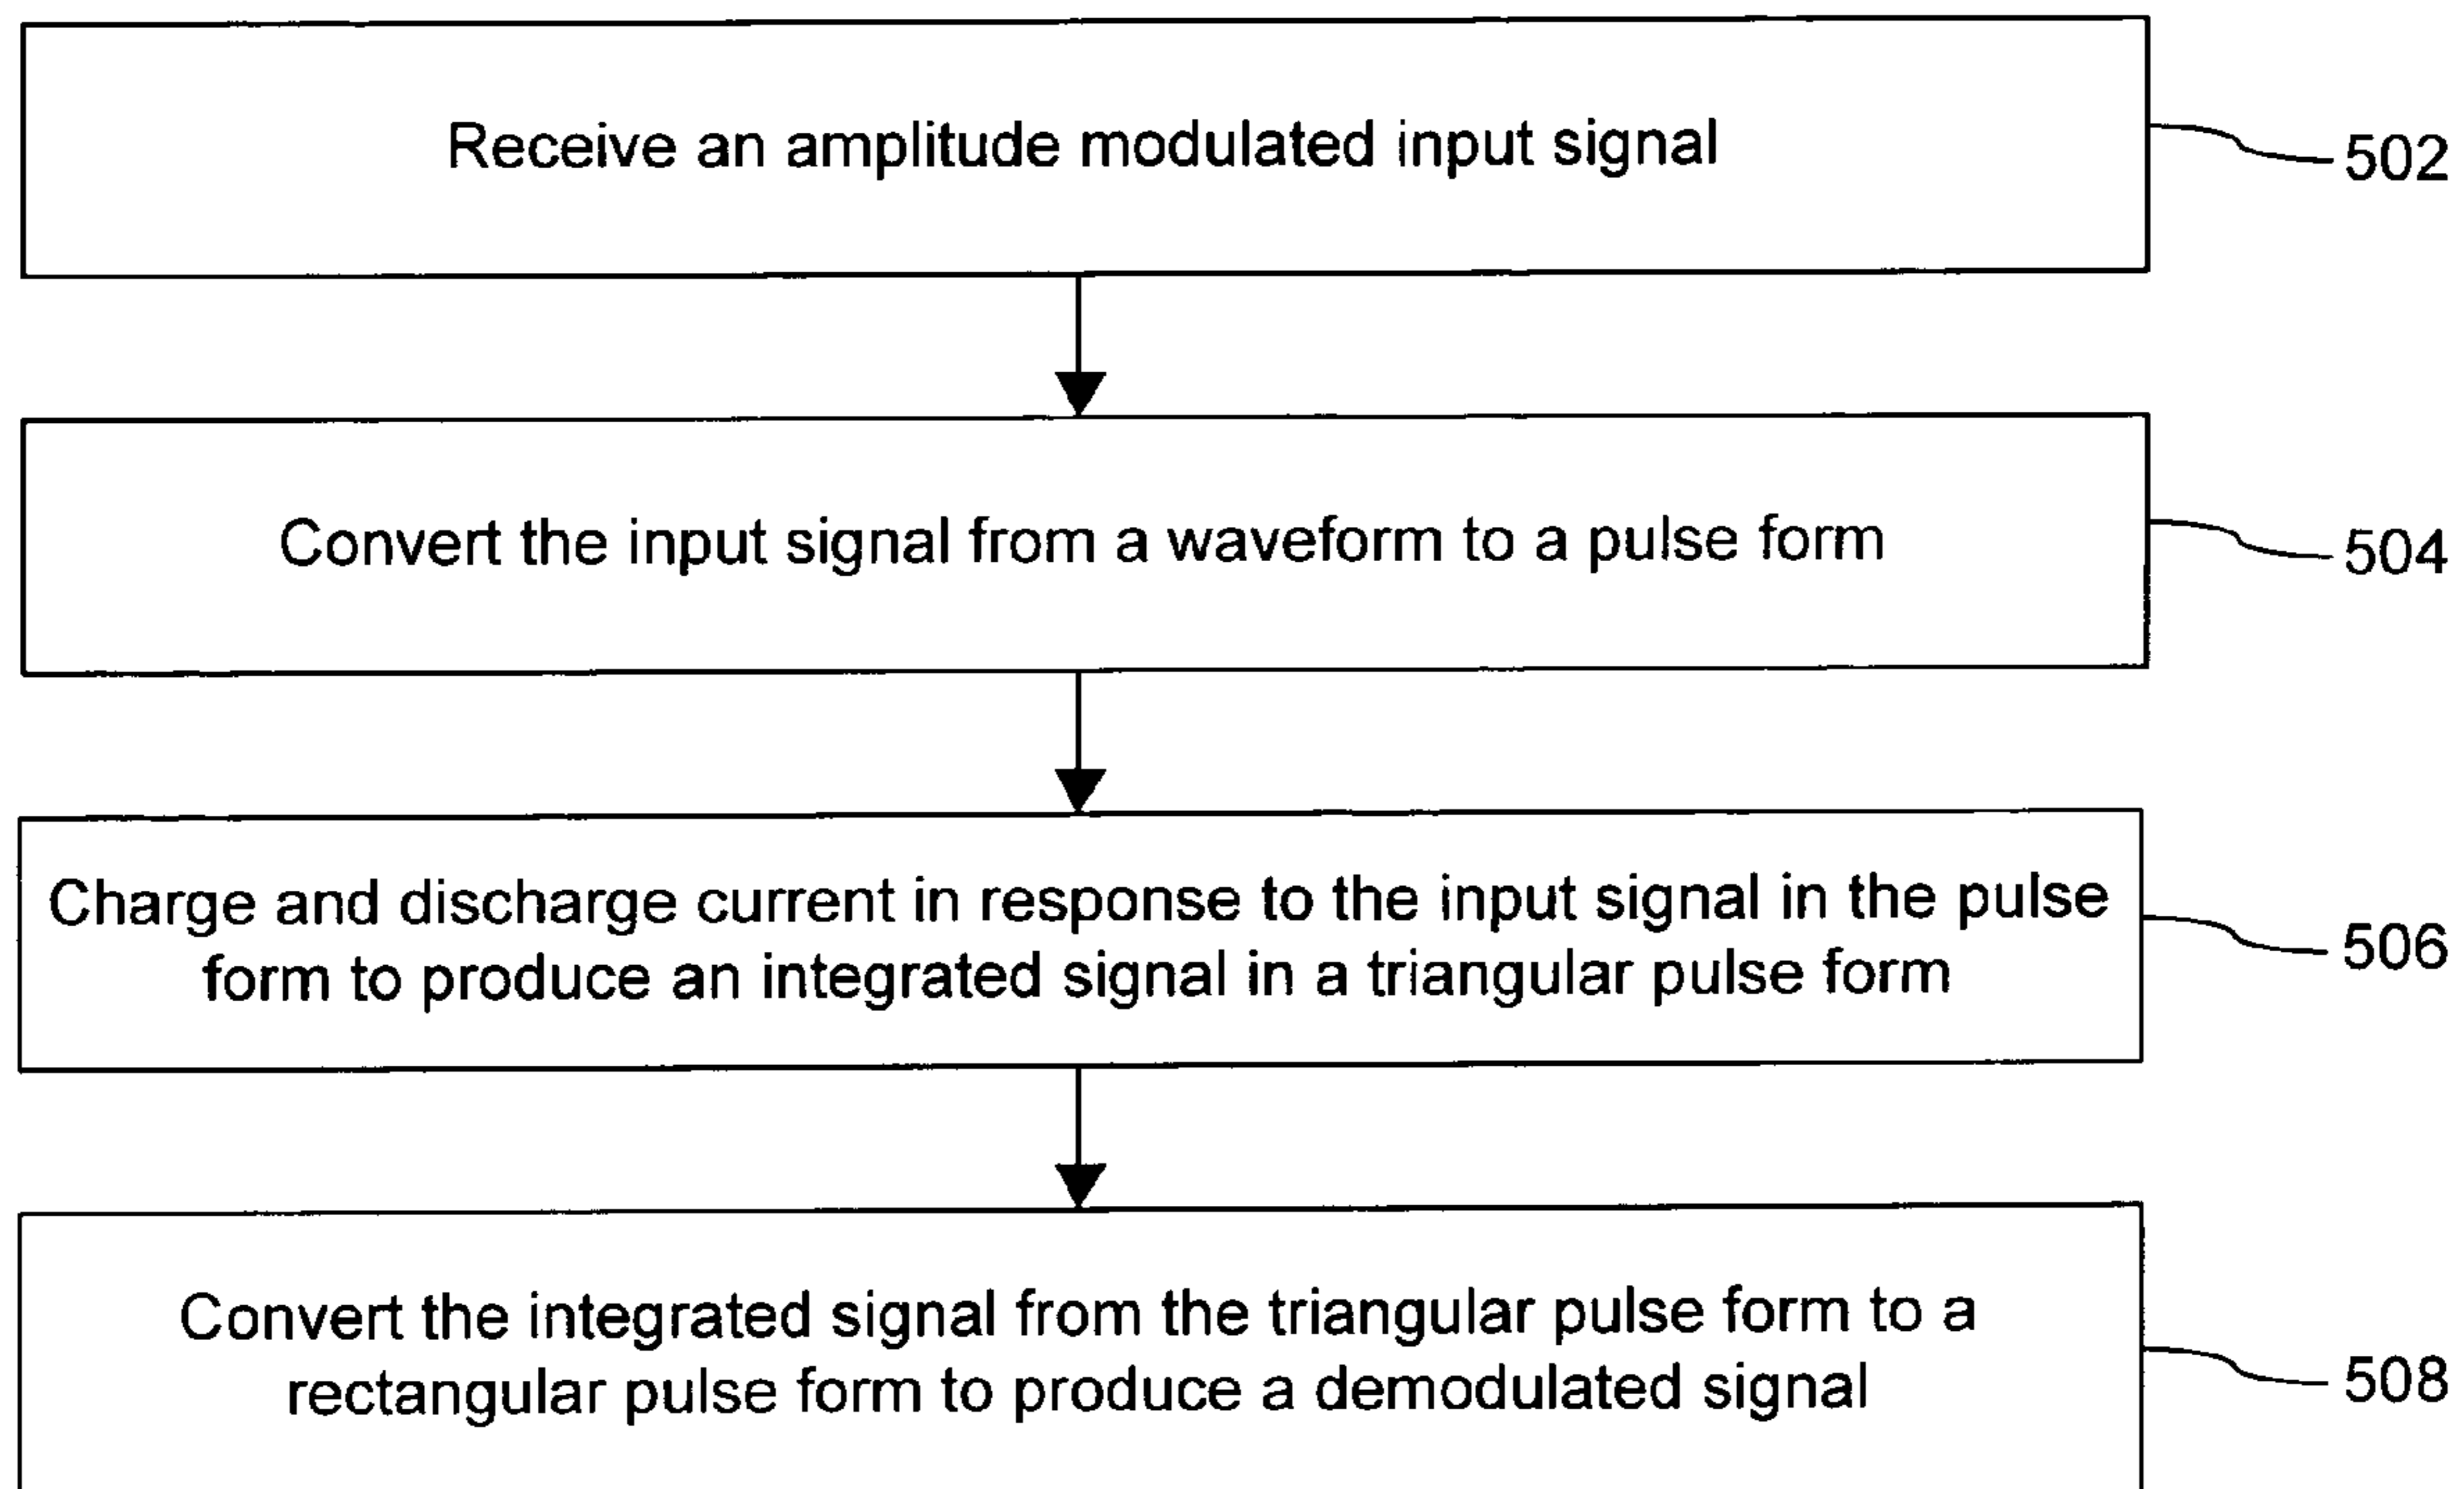 Receive an amplitude modulated input signal
502
Convert the input signal from a waveform to a pulse form
504
Charge and discharge current in response to the input signal in the pulse
form to produce an integrated signal in a triangular pulse form
506
Convert the integrated signal from the triangular pulse form to a
rectangular pulse form to produce a demodulated signal
508